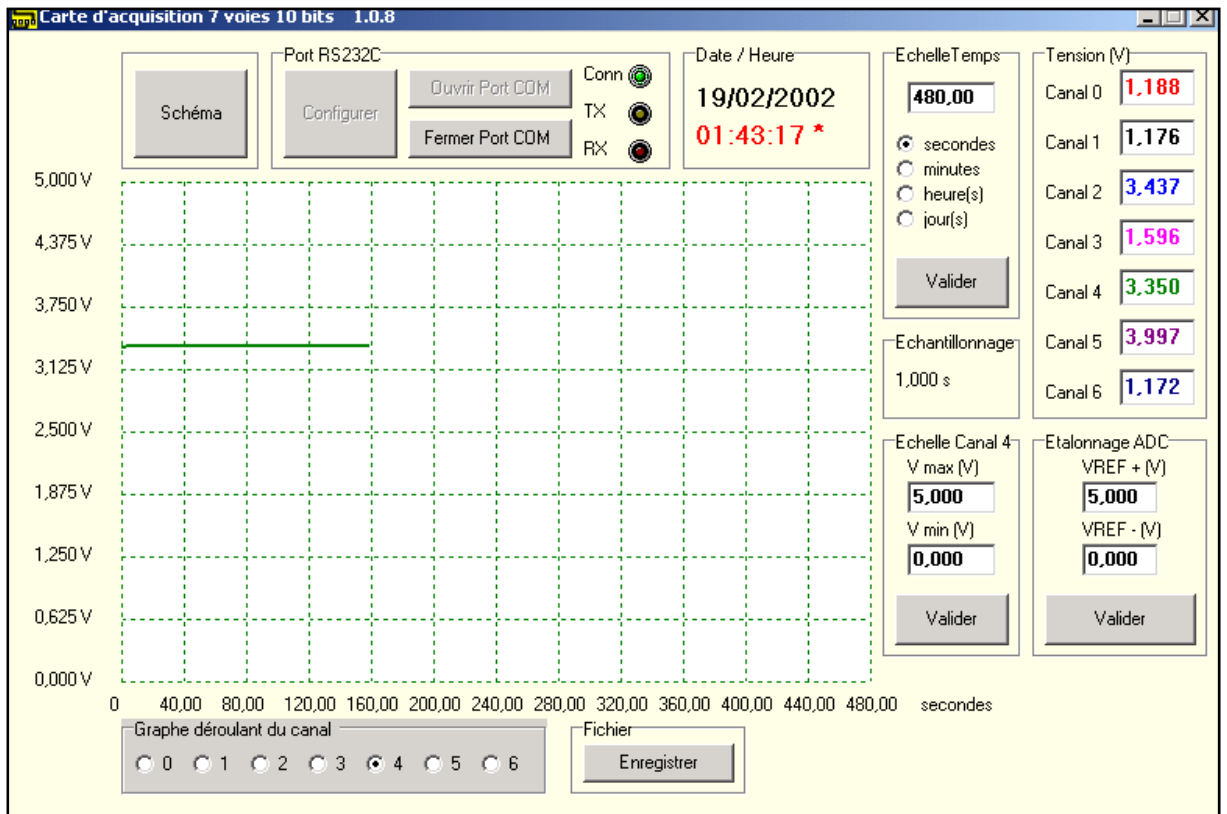 Carte d'acquisition 7 voies 10 bits 1.0.8
Port RS232C
Schéma
Configurer
Ouvrir Port COM
Fermer Port COM
Conn
TX
RX
Date / Heure
19/02/2002
01:43:17 *
EchelleTemps
480,00
secondes
minutes
heure(s)
jour(s)
Valider
Echantillonnage
1,000 s
Tension (V)
Canal 0 1,188
Canal 1 1,176
Canal 2 3,437
Canal 3 1,596
Canal 4 3,350
Canal 5 3,997
Canal 6 1,172
Echelle Canal 4
V max (V)
5,000
V min (V)
0,000
Valider
Etalonnage ADC
VREF + (V)
5,000
VREF - (V)
0,000
Valider
5,000 V
4,375 V
3,750 V
3,125 V
2,500 V
1,875 V
1,250 V
0,625 V
0,000 V
0 40,00 80,00 120,00 160,00 200,00 240,00 280,00 320,00 360,00 400,00 440,00 480,00 secondes
Graphe déroulant du canal
0 1 2 3 4 5 6
Fichier
Enregistrer